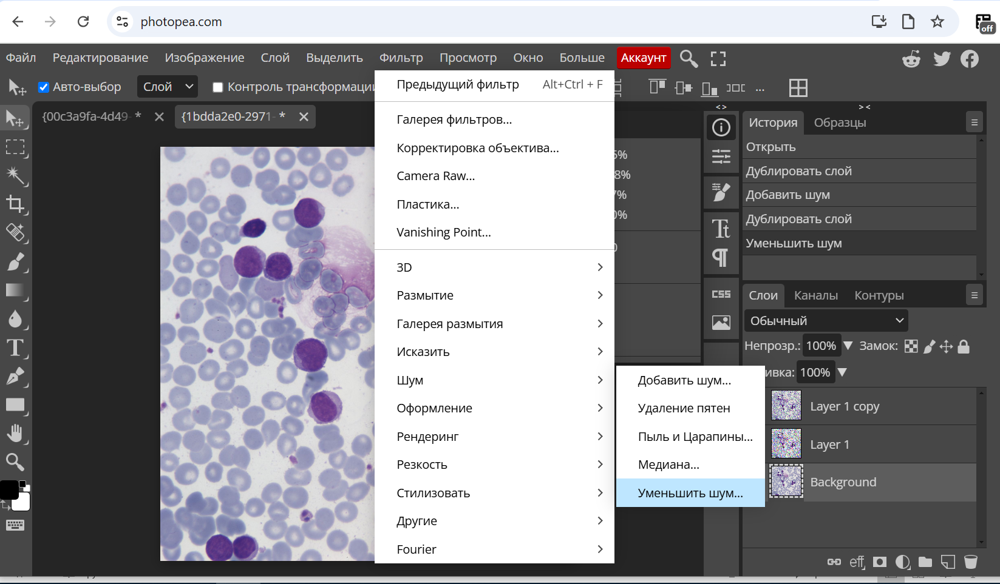 photopea.com
off
Файл Редактирование Изображение Слой Выделить Фильтр Просмотр Окно Больше Аккаунт
Авто-выбор Слой Контроль трансформации
{00c3a9fa-4d49- * {1bdda2e0-2971- *
Предыдущий фильтр Alt+Ctrl + F
Галерея фильтров...
Корректировка объектива...
Camera Raw...
Пластика...
Vanishing Point...
3D
Размытие
Галерея размытия
Исказить
Шум
Оформление
Рендеринг
Резкость
Стилизовать
Другие
Fourier
Добавить шум...
Удаление пятен
Пыль и Царапины...
Медиана...
Уменьшить шум...
5%
8%
7%
0%
0
< >
> <
CSS
История Образцы
Открыть
Дублировать слой
Добавить шум
Дублировать слой
Уменьшить шум
Слои Каналы Контуры
Обычный
Непрозр.: 100% Замок:
ивка: 100%
Layer 1 copy
Layer 1
Background
eff